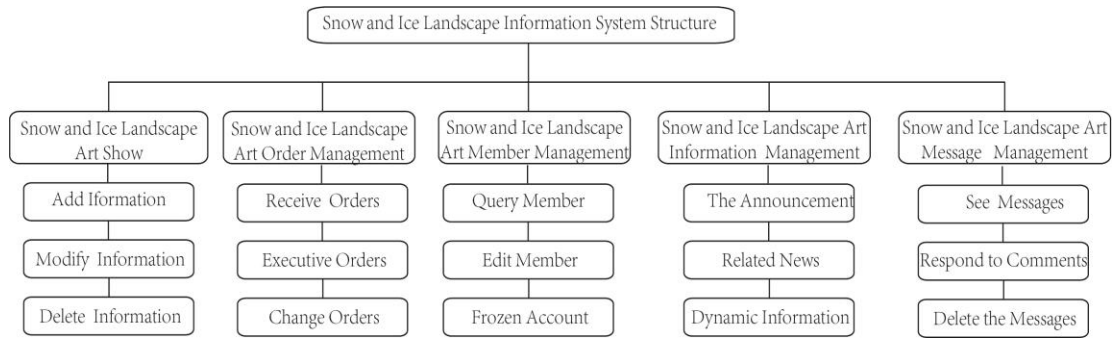 Snow and Ice Landscape Information System Structure
Snow and Ice Landscape
Art Show
Add Iformation
Modify Information
Delete Information
Snow and Ice Landscape
Art Order Management
Receive Orders
Executive Orders
Change Orders
Snow and Ice Landscape
Art Member Management
Query Member
Edit Member
Frozen Account
Snow and Ice Landscape Art
Information Management
The Announcement
Related News
Dynamic Information
Snow and Ice Landscape Art
Message Management
See Messages
Respond to Comments
Delete the Messages